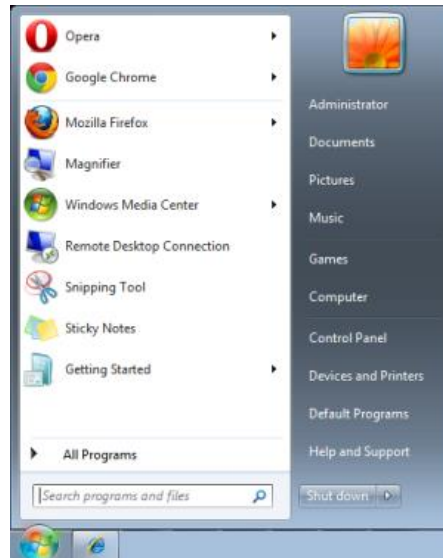 Opera
Google Chrome
Mozilla Firefox
Magnifier
Windows Media Center
Remote Desktop Connection
Snipping Tool
Sticky Notes
Getting Started
All Programs
Search programs and files
Administrator
Documents
Pictures
Music
Games
Computer
Control Panel
Devices and Printers
Default Programs
Help and Support
Shut down